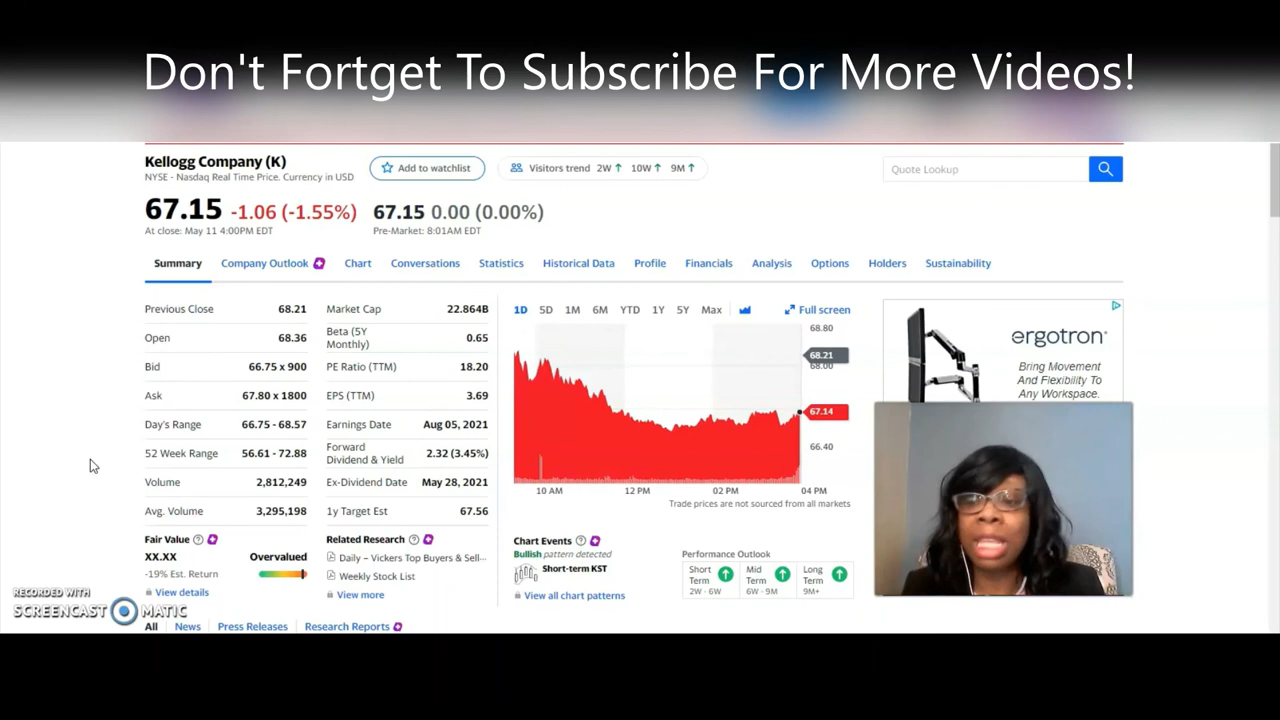 Don't Fortget To Subscribe For More Videos!
Kellogg Company (K)
NYSE - Nasdaq Real Time Price. Currency in USD
Add to watchlist
Visitors trend 2W ↑ 10W ↑ 9M ↑
Quote Lookup
67.15 -1.06 (-1.55%)
At close: May 11 4:00PM EDT
67.15 0.00 (0.00%)
Pre-Market: 8:01AM EDT
Summary Company Outlook Chart Conversations Statistics Historical Data Profile Financials Analysis Options Holders Sustainability
Previous Close 68.21
Open 68.36
Bid 66.75 x 900
Ask 67.80 x 1800
Day's Range 66.75 - 68.57
52 Week Range 56.61 - 72.88
Volume 2,812,249
Avg. Volume 3,295,198
Market Cap 22.864B
Beta (5Y
Monthly) 0.65
PE Ratio (TTM) 18.20
EPS (TTM) 3.69
Earnings Date Aug 05, 2021
Forward
Dividend & Yield 2.32 (3.45%)
Ex-Dividend Date May 28, 2021
1y Target Est 67.56
1D 5D 1M 6M YTD 1Y 5Y Max Full screen
68.80
68.21
68.00
67.14
66.40
10 AM 12 PM 02 PM 04 PM
Trade prices are not sourced from all markets
ergotron®
Bring Movement
And Flexibility To
Any Workspace.
Fair Value
XX.XX Overvalued
-19% Est. Return
View details
Related Research
Daily – Vickers Top Buyers & Sell...
Weekly Stock List
View more
Chart Events
Bullish pattern detected
Short-term KST
View all chart patterns
Performance Outlook
Short
Term
2W - 6W
Mid
Term
6W - 9M
Long
Term
9M+
RECORDED WITH
SCREENCAST MATIC
All News Press Releases Research Reports